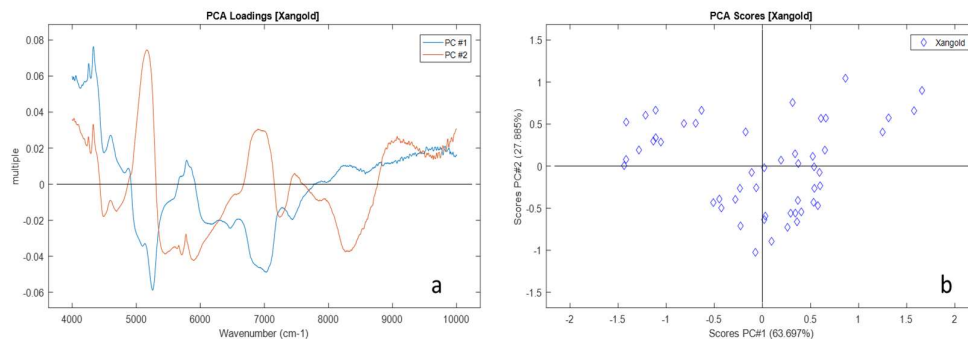 PCA Loadings [Xangold]
0.08
0.06
0.04
0.02
0
-0.02
-0.04
-0.06
multiple
PC #1
PC #2
a
4000 5000 6000 7000 8000 9000 10000
Wavenumber (cm-1)
PCA Scores [Xangold]
1.5
1
0.5
0
-0.5
-1
-1.5
Scores PC#2 (27.885%)
Xangold
b
-2 -1.5 -1 -0.5 0 0.5 1 1.5 2
Scores PC#1 (63.697%)